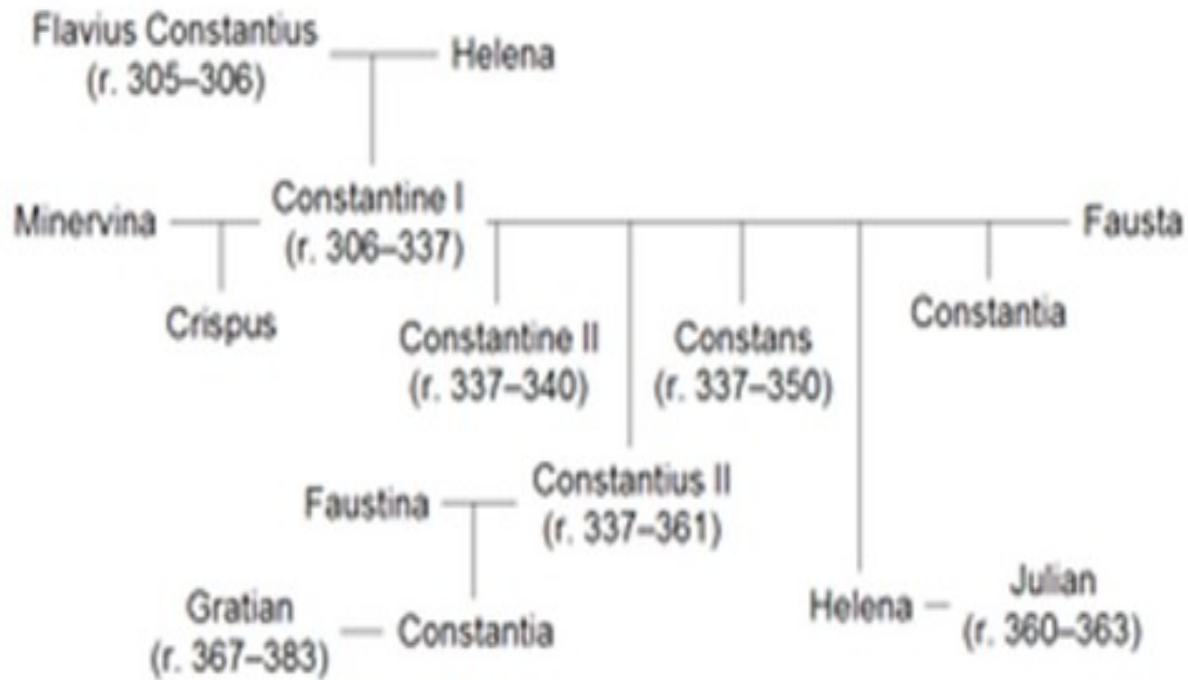 Flavius Constantius
(r. 305–306)
Helena
Minervina
Constantine I
(r. 306–337)
Fausta
Crispus
Constantine II
(r. 337–340)
Constans
(r. 337–350)
Constantia
Faustina
Constantius II
(r. 337–361)
Gratian
(r. 367–383)
Constantia
Helena
Julian
(r. 360–363)